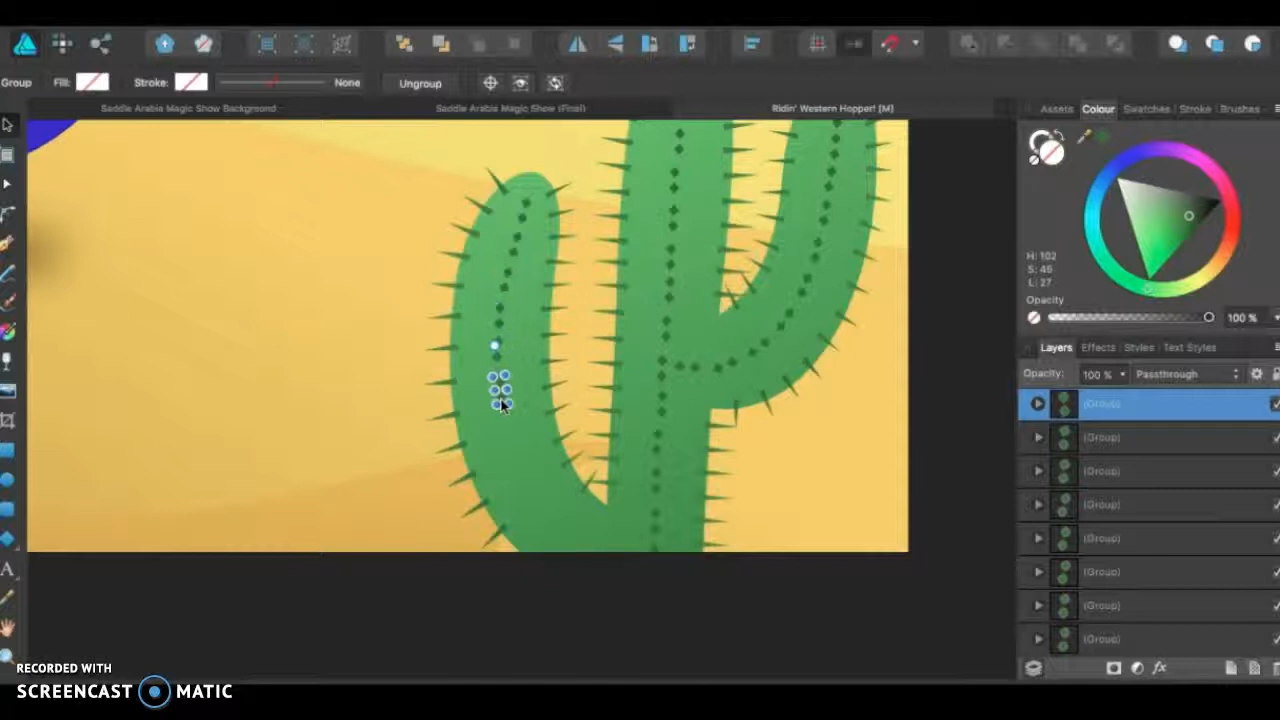 Group Fill: Stroke: None Ungroup
Saddle Arabia Magic Show Background Saddle Arabia Magic Show (Final) Ridin' Western Hopper! [M]
Assets Colour Swatches Stroke Brushes
H: 102
S: 45
L: 27
Opacity
100 %
Layers Effects Styles Text Styles
Opacity: 100 % Passthrough
(Group)
(Group)
(Group)
(Group)
(Group)
(Group)
(Group)
(Group)
A
fx
RECORDED WITH
SCREENCAST MATIC